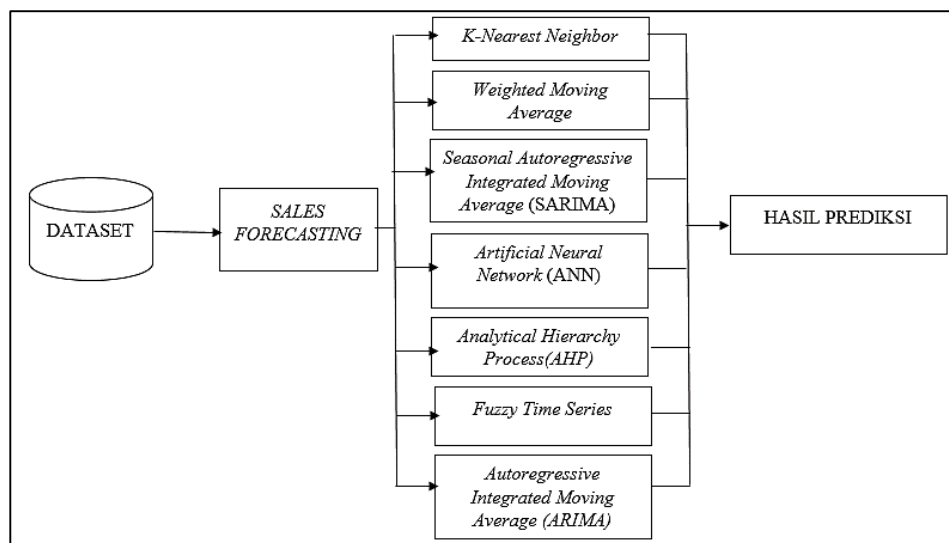 DATASET
SALES
FORECASTING
K-Nearest Neighbor
Weighted Moving
Average
Seasonal Autoregressive
Integrated Moving
Average (SARIMA)
Artificial Neural
Network (ANN)
Analytical Hierarchy
Process(AHP)
Fuzzy Time Series
Autoregressive
Integrated Moving
Average (ARIMA)
HASIL PREDIKSI